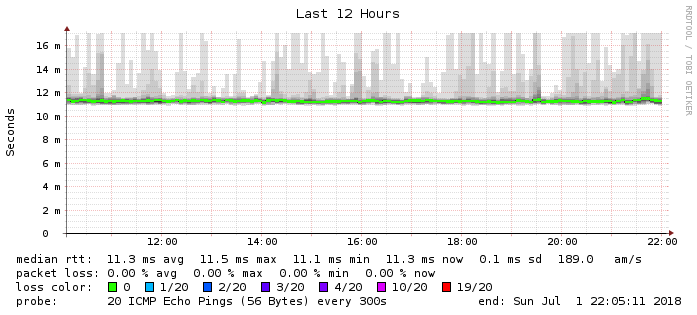 Last 12 Hours
RRDTOOL / TOBI OETIKER
Seconds
16 m
14 m
12 m
10 m
8 m
6 m
4 m
2 m
0
12:00 14:00 16:00 18:00 20:00 22:00
median rtt: 11.3 ms avg 11.5 ms max 11.1 ms min 11.3 ms now 0.1 ms sd 189.0 am/s
packet loss: 0.00 % avg 0.00 % max 0.00 % min 0.00 % now
loss color: 0 1/20 2/20 3/20 4/20 10/20 19/20
probe: 20 ICMP Echo Pings (56 Bytes) every 300s end: Sun Jul 1 22:05:11 2018